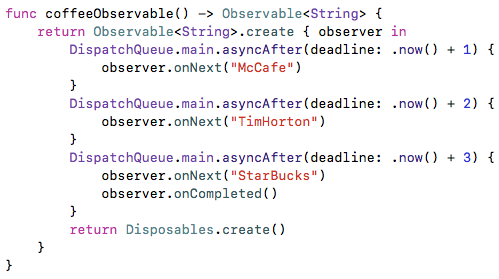 func coffeeObservable() -> Observable<String> {
    return Observable<String>.create { observer in
        DispatchQueue.main.asyncAfter(deadline: .now() + 1) {
            observer.onNext("McCafe")
        }
        DispatchQueue.main.asyncAfter(deadline: .now() + 2) {
            observer.onNext("TimHorton")
        }
        DispatchQueue.main.asyncAfter(deadline: .now() + 3) {
            observer.onNext("StarBucks")
            observer.onCompleted()
        }
        return Disposables.create()
    }
}